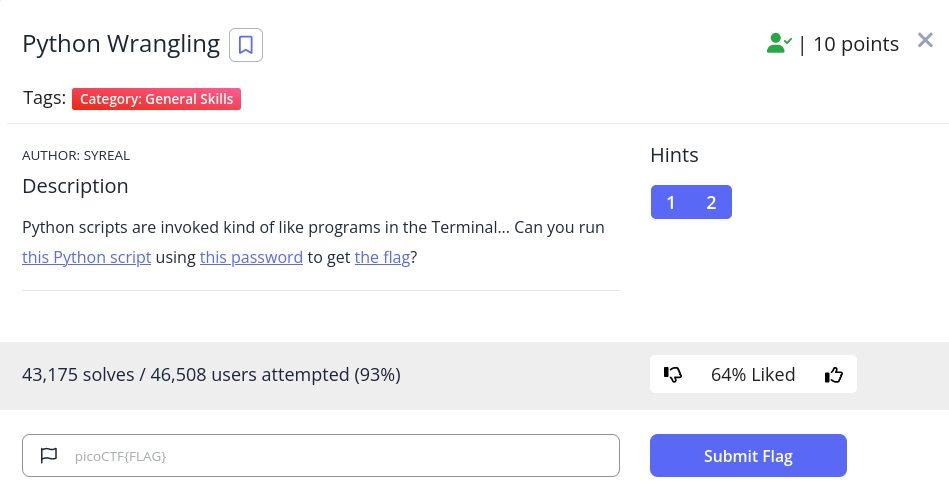 Python Wrangling
| 10 points
Tags: Category: General Skills
AUTHOR: SYREAL
Description
Python scripts are invoked kind of like programs in the Terminal... Can you run
this Python script using this password to get the flag?
Hints
1 2
43,175 solves / 46,508 users attempted (93%)
64% Liked
picoCTF{FLAG}
Submit Flag